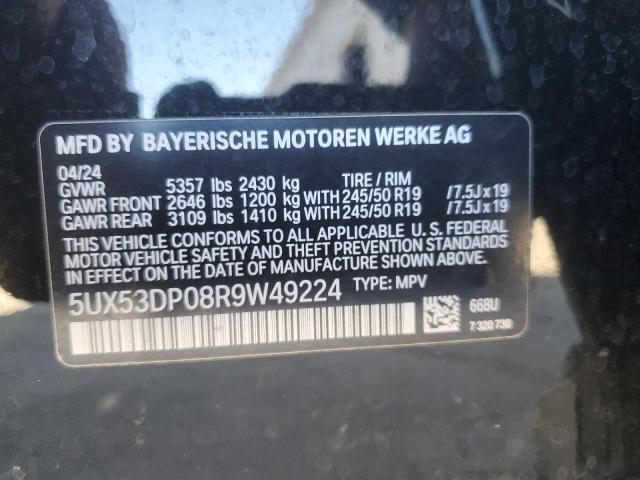 MFD BY BAYERISCHE MOTOREN WERKE AG
04/24
GVWR 5357 lbs 2430 kg TIRE / RIM
GAWR FRONT 2646 lbs 1200 kg WITH 245/50 R19 /7.5J x 19
GAWR REAR 3109 lbs 1410 kg WITH 245/50 R19 /7.5J x 19
THIS VEHICLE CONFORMS TO ALL APPLICABLE U. S. FEDERAL
MOTOR VEHICLE SAFETY AND THEFT PREVENTION STANDARDS
IN EFFECT ON THE DATE OF MANUFACTURE SHOWN ABOVE.
5UX53DP08R9W49224 TYPE: MPV
668U
7 320 730